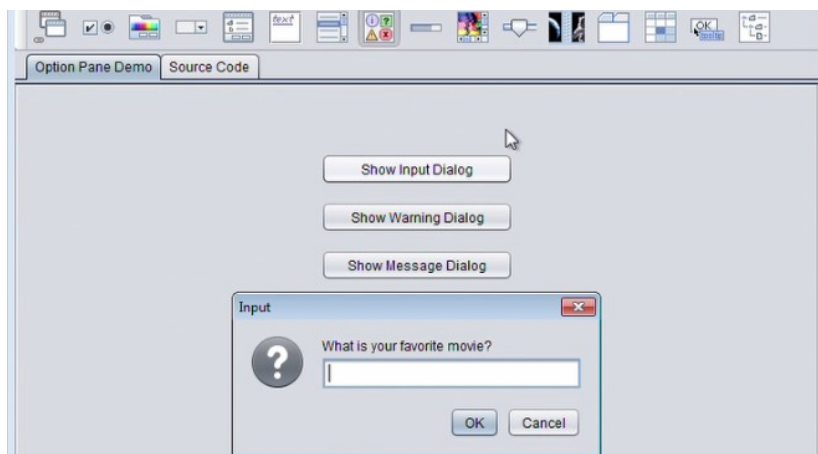 text
OK
Option Pane Demo Source Code
Show Input Dialog
Show Warning Dialog
Show Message Dialog
Input
What is your favorite movie?
OK Cancel